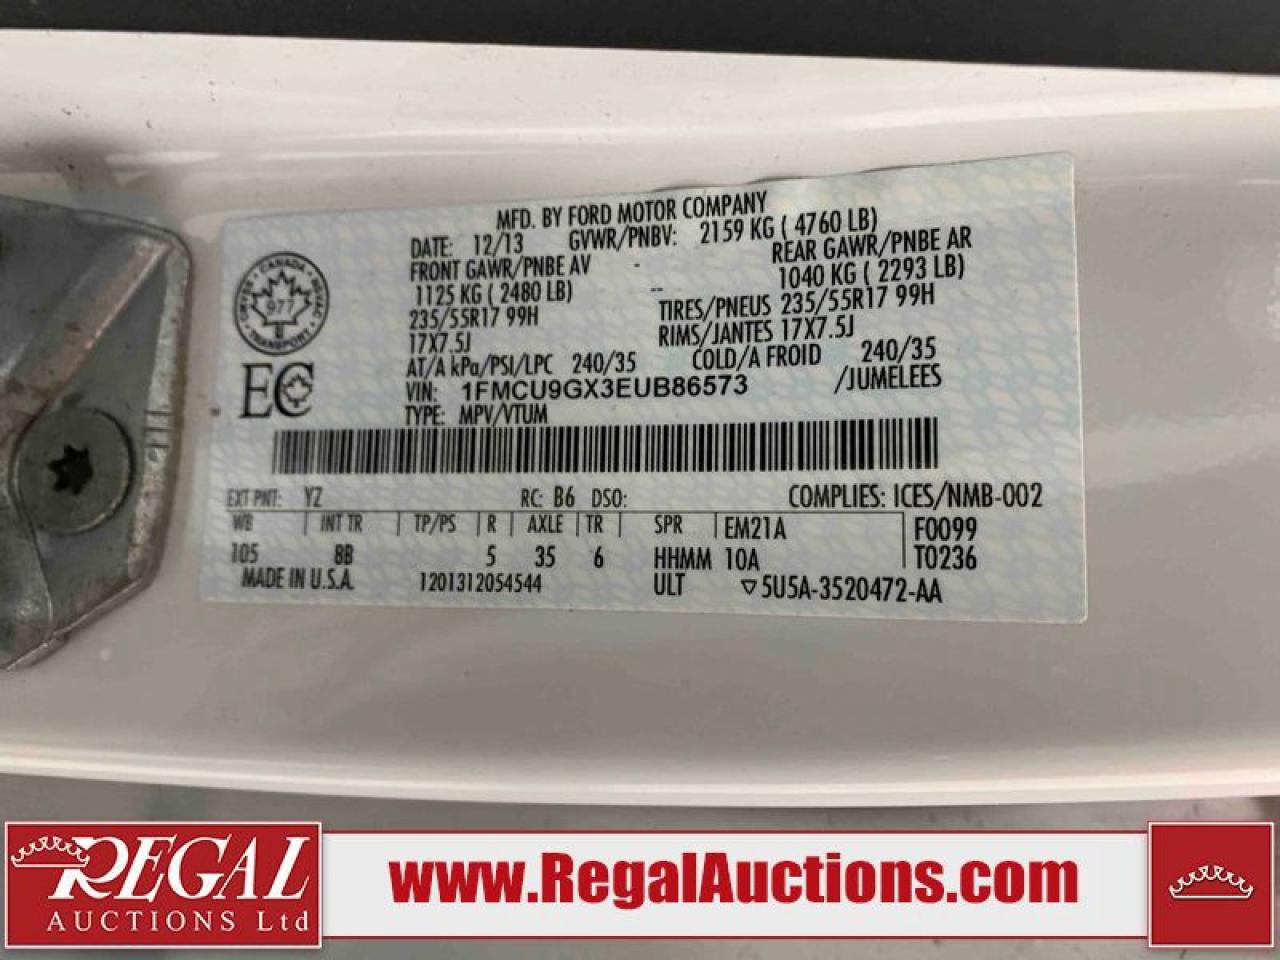 MFD. BY FORD MOTOR COMPANY
DATE: 12/13 GVWR/PNBV: 2159 KG ( 4760 LB)
FRONT GAWR/PNBE AV REAR GAWR/PNBE AR
1125 KG ( 2480 LB) -- 1040 KG ( 2293 LB)
235/55R17 99H TIRES/PNEUS 235/55R17 99H
17X7.5J RIMS/JANTES 17X7.5J
AT/A kPa/PSI/LPC 240/35 COLD/A FROID 240/35
VIN: 1FMCU9GX3EUB86573 /JUMELEES
TYPE: MPV/VTUM
CANADA
977
TRANSPORT
EC
EXT PNT: YZ RC: B6 DSO: COMPLIES: ICES/NMB-002
WB INT TR TP/PS R AXLE TR SPR EM21A F0099
105 8B 5 35 6 HHMM 10A T0236
MADE IN U.S.A. 1201312054544 ULT ▽5U5A-3520472-AA
REGAL
AUCTIONS Ltd
www.RegalAuctions.com